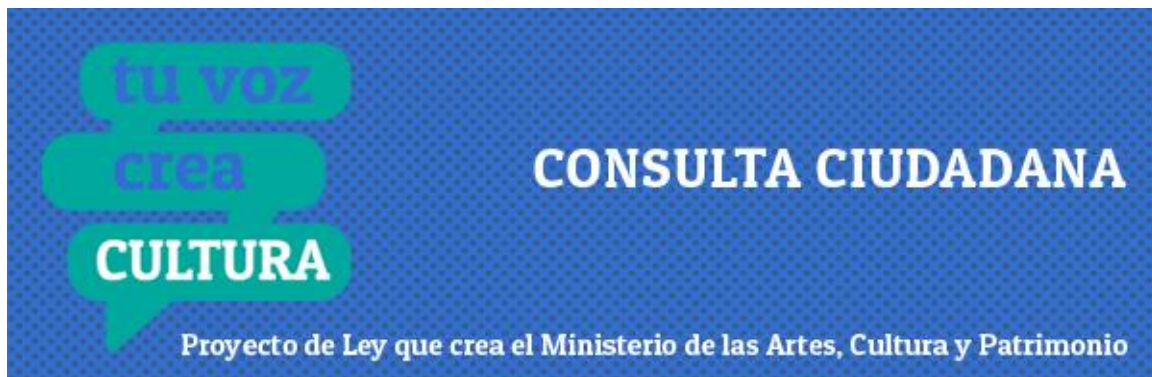 tu voz
crea
CULTURA
CONSULTA CIUDADANA
Proyecto de Ley que crea el Ministerio de las Artes, Cultura y Patrimonio